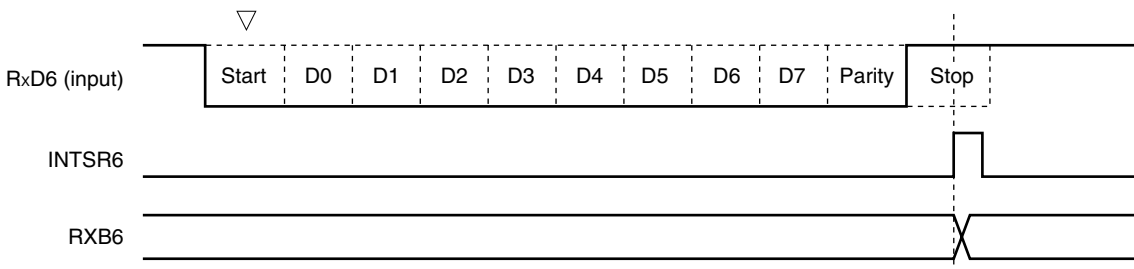 RxD6 (input) Start D0 D1 D2 D3 D4 D5 D6 D7 Parity Stop
INTSR6
RXB6